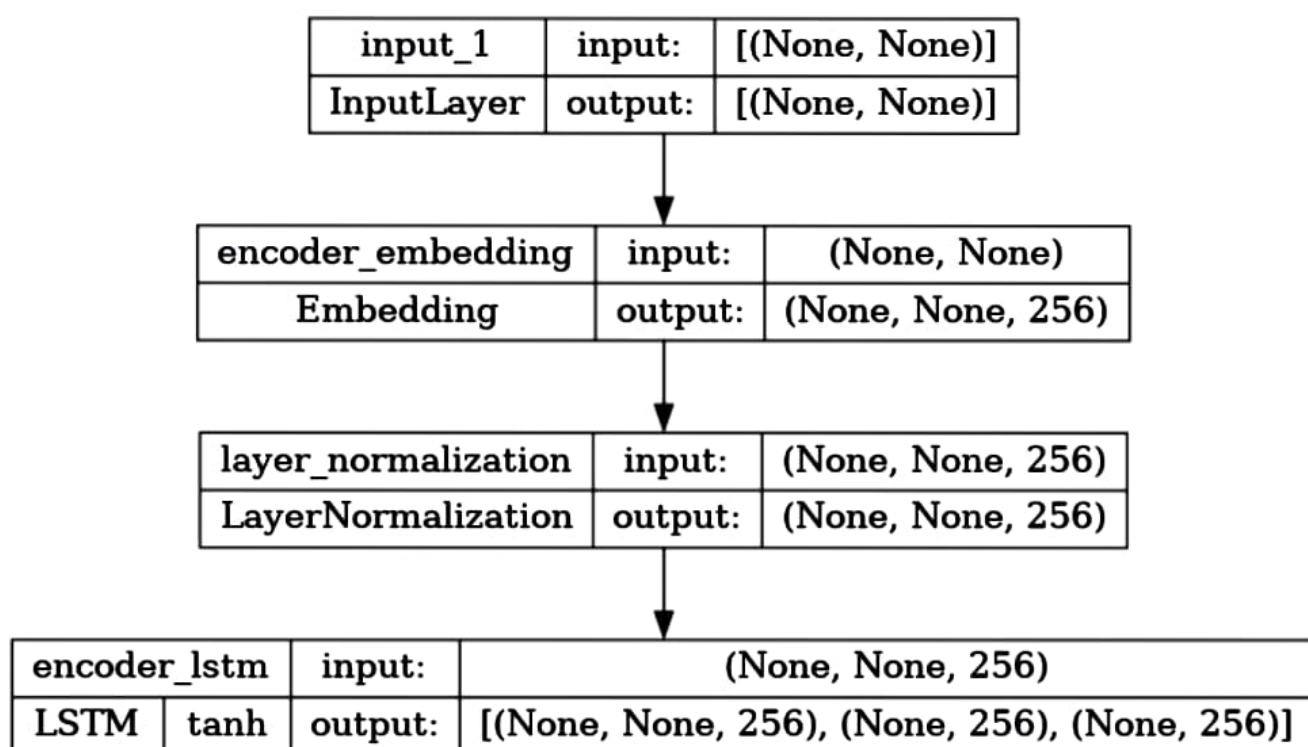 input_1 input: [(None, None)]
InputLayer output: [(None, None)]
encoder_embedding input: (None, None)
Embedding output: (None, None, 256)
layer_normalization input: (None, None, 256)
LayerNormalization output: (None, None, 256)
encoder_lstm input: (None, None, 256)
LSTM tanh output: [(None, None, 256), (None, 256), (None, 256)]